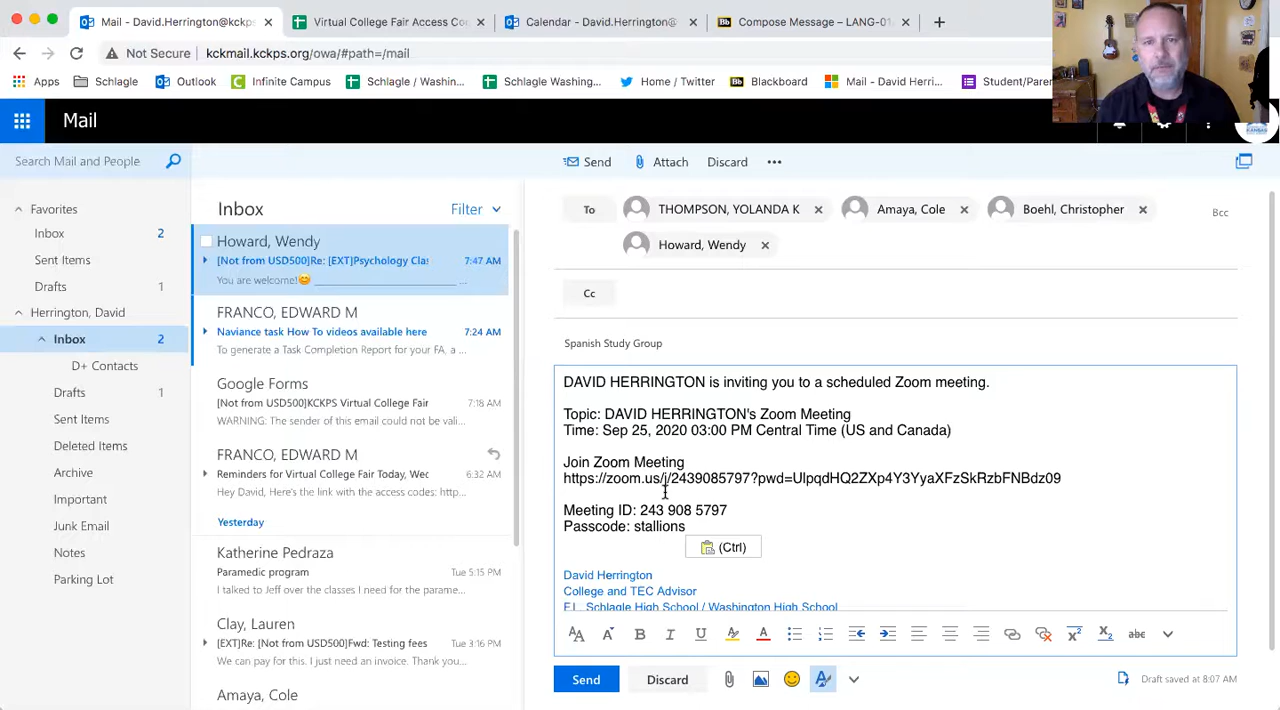 Mail - David.Herrington@kckps
Virtual College Fair Access Co
Calendar - David.Herrington@
Bb Compose Message – LANG-01
Not Secure kckmail.kckps.org/owa/#path=/mail
Apps
Schlagle
Outlook
Infinite Campus
Schlagle / Washin...
Schlagle Washing...
Home / Twitter
Bb Blackboard
Mail - David Herri...
Student/Paren
Mail
Search Mail and People
Send
Attach
Discard
•••
Favorites
Inbox 2
Sent Items
Drafts 1
Herrington, David
Inbox 2
D+ Contacts
Drafts 1
Sent Items
Deleted Items
Archive
Important
Junk Email
Notes
Parking Lot
Inbox
Filter
Howard, Wendy
[Not from USD500]Re: [EXT]Psychology Clas 7:47 AM
You are welcome!😊 ...
FRANCO, EDWARD M
Naviance task How To videos available here 7:24 AM
To generate a Task Completion Report for your FA, a ...
Google Forms
[Not from USD500]KCKPS Virtual College Fair 7:18 AM
WARNING: The sender of this email could not be vali...
FRANCO, EDWARD M
Reminders for Virtual College Fair Today, Wed 6:32 AM
Hey David, Here's the link with the access codes: http...
Yesterday
Katherine Pedraza
Paramedic program Tue 5:15 PM
I talked to Jeff over the classes I need for the parame...
Clay, Lauren
[EXT]Re: [Not from USD500]Fwd: Testing fees Tue 3:16 PM
We can pay for this. I just need an invoice. Thank you...
Amaya, Cole
To
THOMPSON, YOLANDA K
Amaya, Cole
Boehl, Christopher
Bcc
Howard, Wendy
Cc
Spanish Study Group
DAVID HERRINGTON is inviting you to a scheduled Zoom meeting.
Topic: DAVID HERRINGTON's Zoom Meeting
Time: Sep 25, 2020 03:00 PM Central Time (US and Canada)
Join Zoom Meeting
https://zoom.us/j/2439085797?pwd=UlpqdHQ2ZXp4Y3YyaXFzSkRzbFNBdz09
Meeting ID: 243 908 5797
Passcode: stallions
(Ctrl)
David Herrington
College and TEC Advisor
F.L. Schlagle High School / Washington High School
B I U A abc
Send
Discard
Draft saved at 8:07 AM